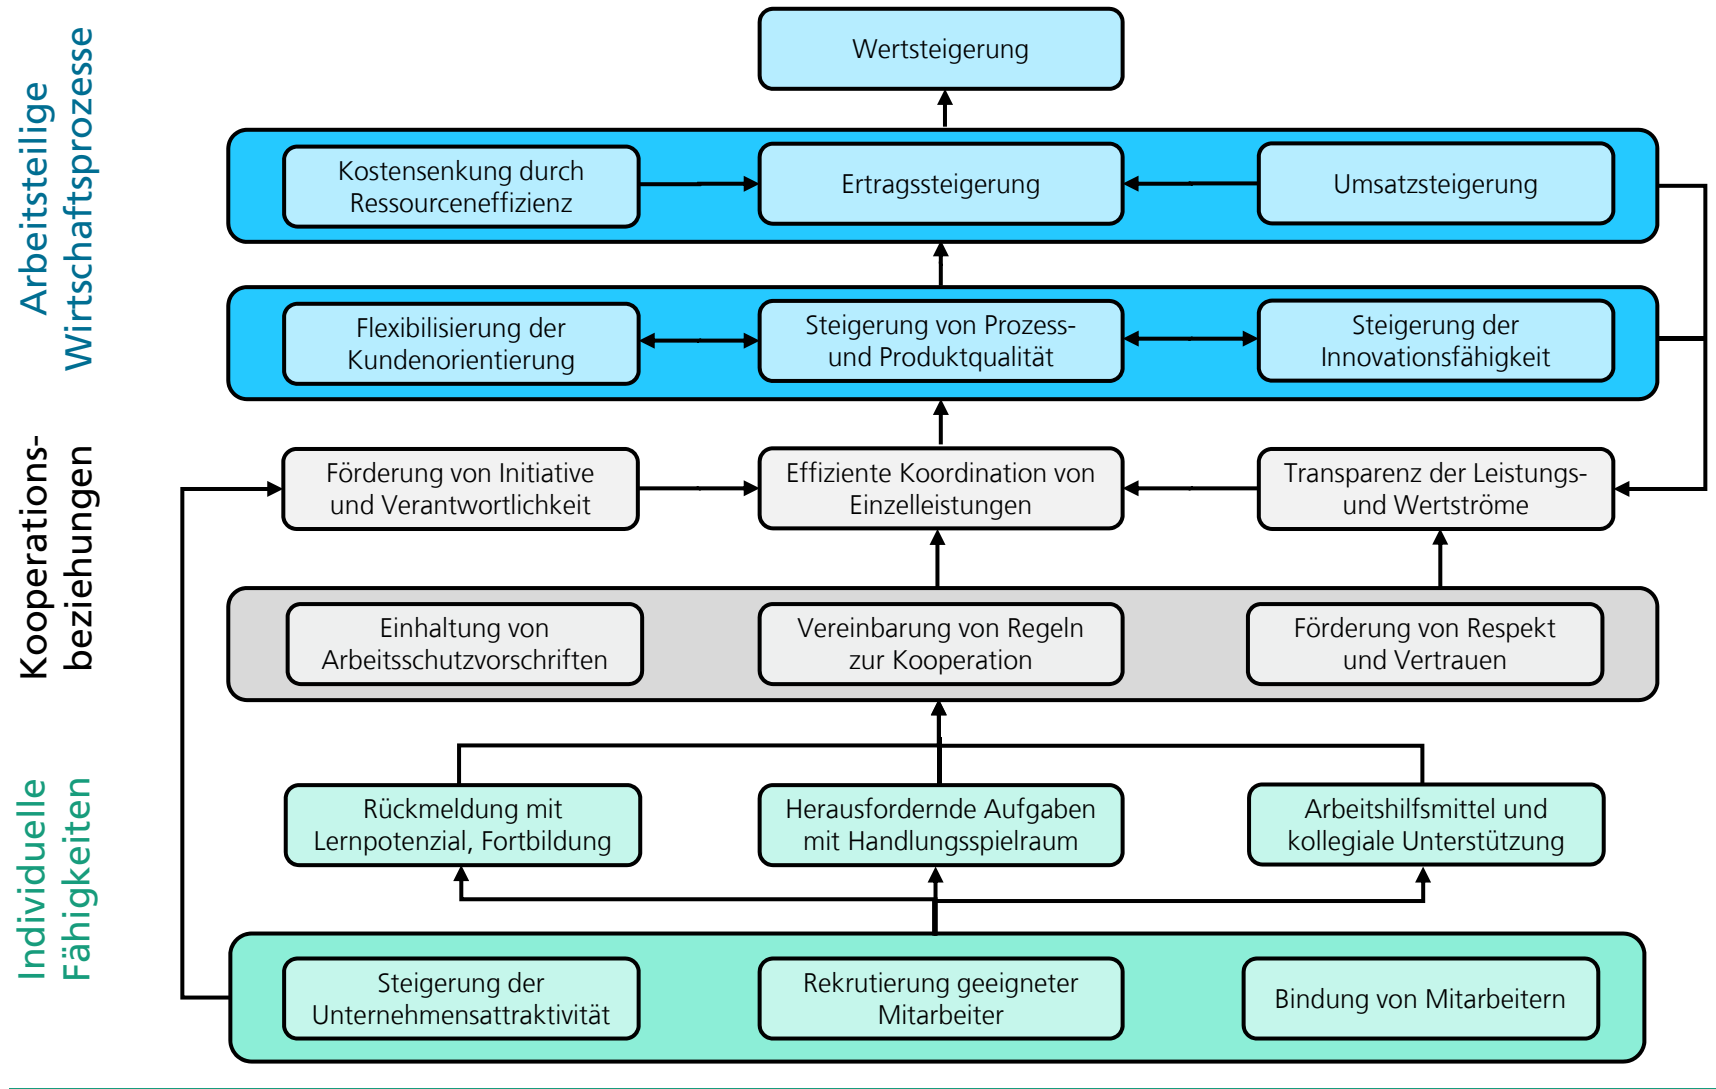 Arbeitsteilige
Wirtschaftsprozesse
Wertsteigerung
Kostensenkung durch
Ressourceneffizienz
Ertragssteigerung
Umsatzsteigerung
Flexibilisierung der
Kundenorientierung
Steigerung von Prozess-
und Produktqualität
Steigerung der
Innovationsfähigkeit
Kooperations-
beziehungen
Förderung von Initiative
und Verantwortlichkeit
Effiziente Koordination von
Einzelleistungen
Transparenz der Leistungs-
und Wertströme
Einhaltung von
Arbeitsschutzvorschriften
Vereinbarung von Regeln
zur Kooperation
Förderung von Respekt
und Vertrauen
Individuelle
Fähigkeiten
Rückmeldung mit
Lernpotenzial, Fortbildung
Herausfordernde Aufgaben
mit Handlungsspielraum
Arbeitshilfsmittel und
kollegiale Unterstützung
Steigerung der
Unternehmensattraktivität
Rekrutierung geeigneter
Mitarbeiter
Bindung von Mitarbeitern